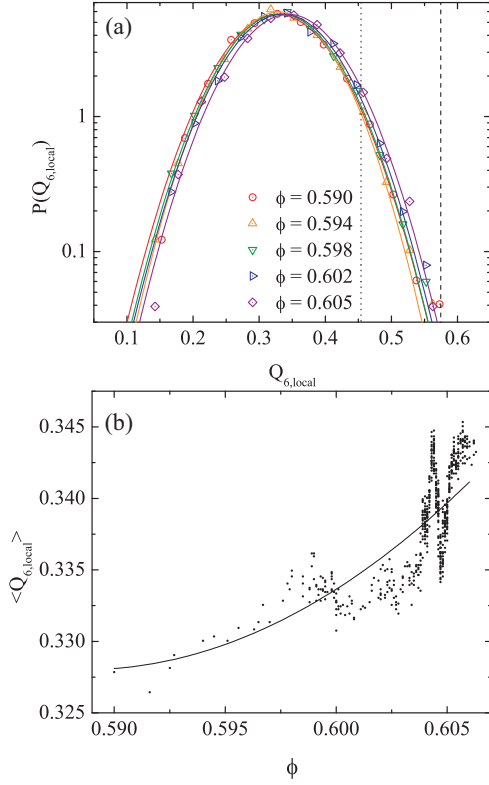 (a)
P(Q6,local)
1
0.1
ϕ = 0.590
ϕ = 0.594
ϕ = 0.598
ϕ = 0.602
ϕ = 0.605
0.1 0.2 0.3 0.4 0.5 0.6
Q6,local
(b)
<Q6,local>
0.345
0.340
0.335
0.330
0.325
0.590 0.595 0.600 0.605
ϕ